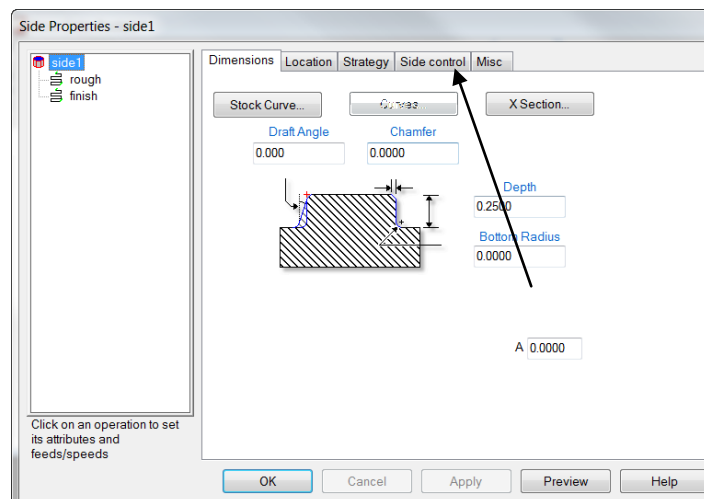 Side Properties - side1
side1
rough
finish
Dimensions Location Strategy Side control Misc
Stock Curve... Curves X Section...
Draft Angle Chamfer
0.000 0.0000
Depth
0.2500
Bottom Radius
0.0000
A 0.0000
Click on an operation to set
its attributes and
feeds/speeds
OK Cancel Apply Preview Help